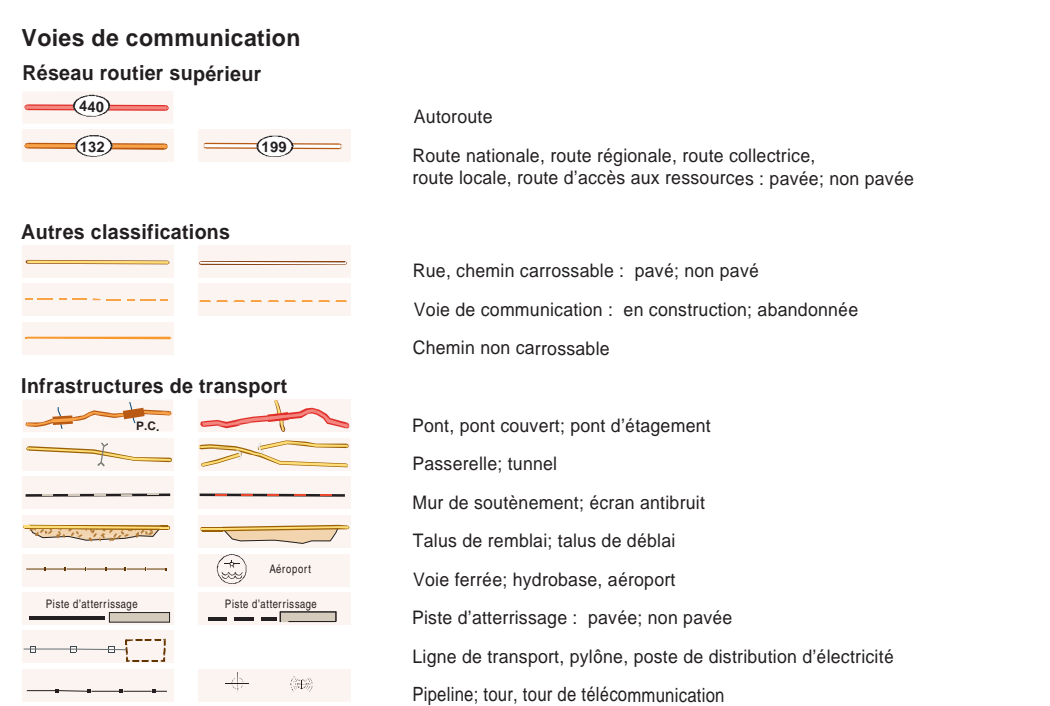 Voies de communication
Réseau routier supérieur
440
Autoroute
132
199
Route nationale, route régionale, route collectrice,
route locale, route d'accès aux ressources : pavée; non pavée
Autres classifications
Rue, chemin carrossable : pavé; non pavé
Voie de communication : en construction; abandonnée
Chemin non carrossable
Infrastructures de transport
P.C.
Pont, pont couvert; pont d'étagement
Passerelle; tunnel
Mur de soutènement; écran antibruit
Talus de remblai; talus de déblai
Aéroport
Voie ferrée; hydrobase, aéroport
Piste d'atterrissage
Piste d'atterrissage
Piste d'atterrissage : pavée; non pavée
Ligne de transport, pylône, poste de distribution d'électricité
Pipeline; tour, tour de télécommunication